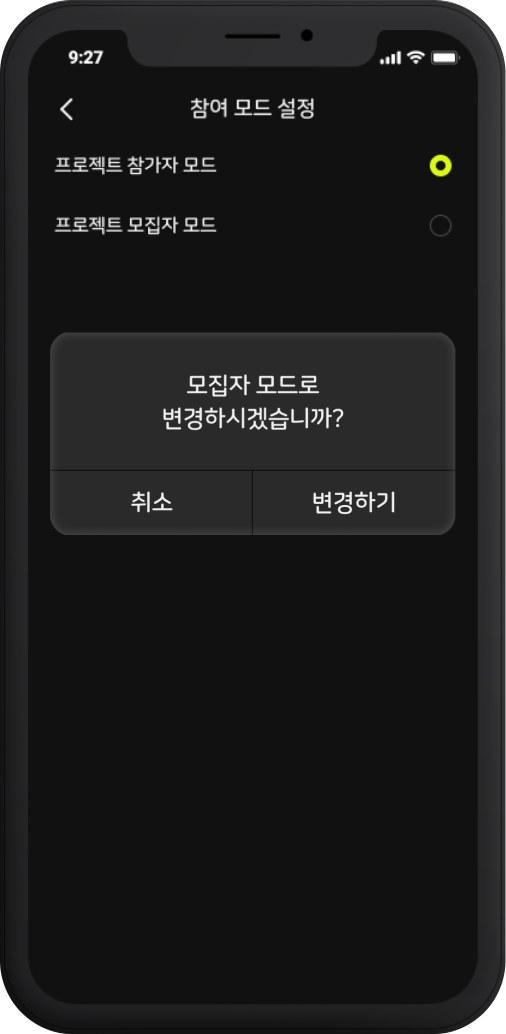 9:27
참여 모드 설정
프로젝트 참가자 모드
프로젝트 모집자 모드
모집자 모드로
변경하시겠습니까?
취소 변경하기